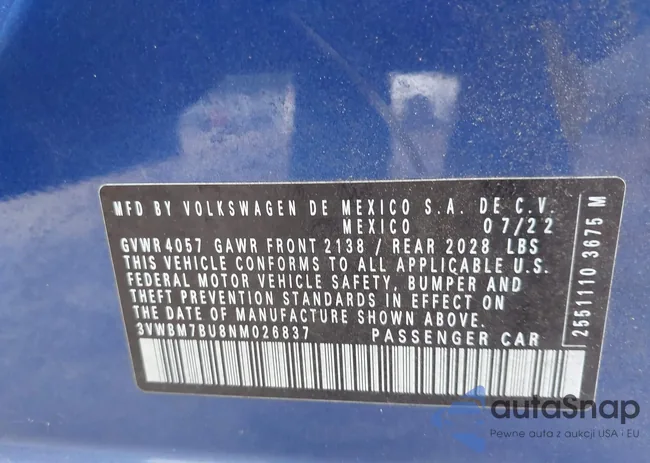 MFD BY VOLKSWAGEN DE MEXICO S.A. DE C.V.
MEXICO 07/22
GVWR 4057 GAWR FRONT 2138 / REAR 2028 LBS
THIS VEHICLE CONFORMS TO ALL APPLICABLE U.S.
FEDERAL MOTOR VEHICLE SAFETY, BUMPER AND
THEFT PREVENTION STANDARDS IN EFFECT ON
THE DATE OF MANUFACTURE SHOWN ABOVE.
3VWBM7BU8NM026837 PASSENGER CAR
2551110 3675 M
autaSnap
Pewne auta z aukcji USA i EU